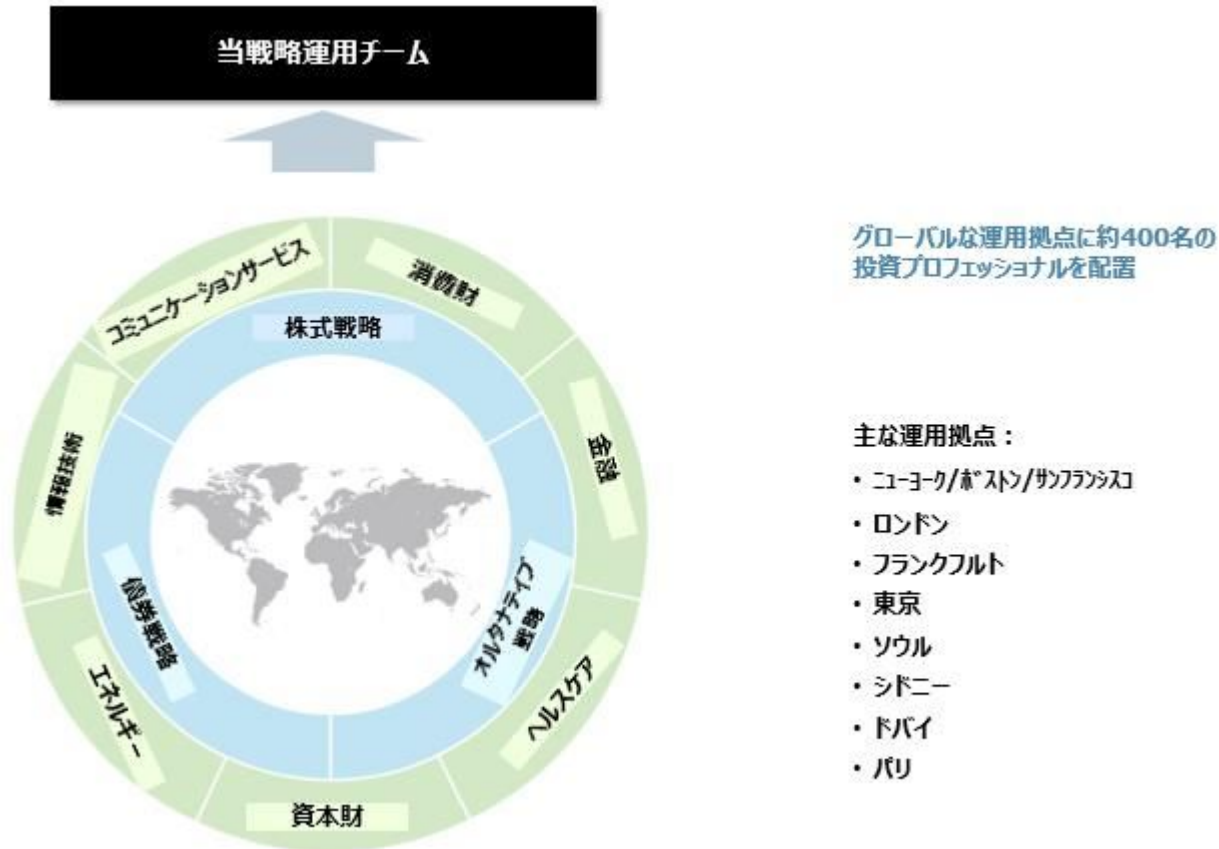 当戦略運用チーム
コミュニケーションサービス
消費財
株式戦略
情報技術
金融
債券戦略
オルタナティブ
戦略
エネルギー
ヘルスケア
資本財
グローバルな運用拠点に約400名の
投資プロフェッショナルを配置
主な運用拠点：
・ﾆｭｰﾖｰｸ/ﾎﾞｽﾄﾝ/ｻﾝﾌﾗﾝｼｽｺ
・ロンドン
・フランクフルト
・東京
・ソウル
・シドニー
・ドバイ
・パリ